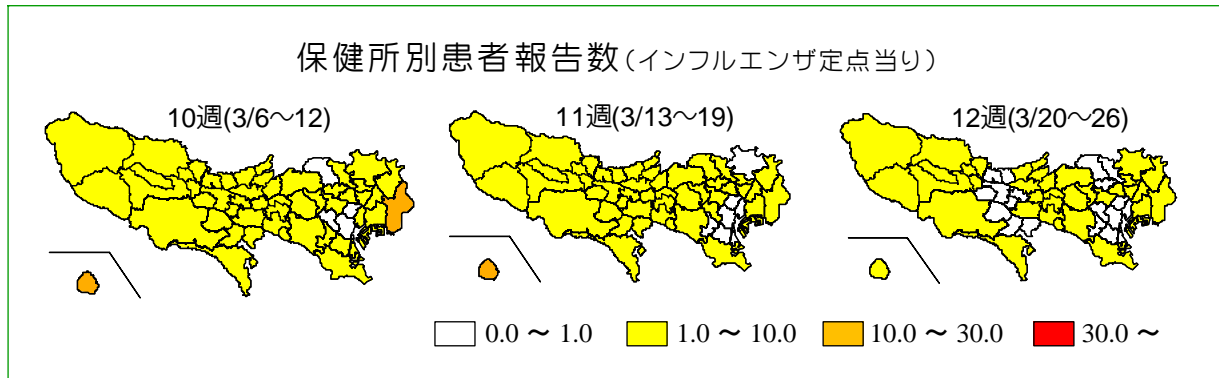 保健所別患者報告数(インフルエンザ定点当り)
10週(3/6～12)
11週(3/13～19)
12週(3/20～26)
0.0 ～ 1.0
1.0 ～ 10.0
10.0 ～ 30.0
30.0 ～